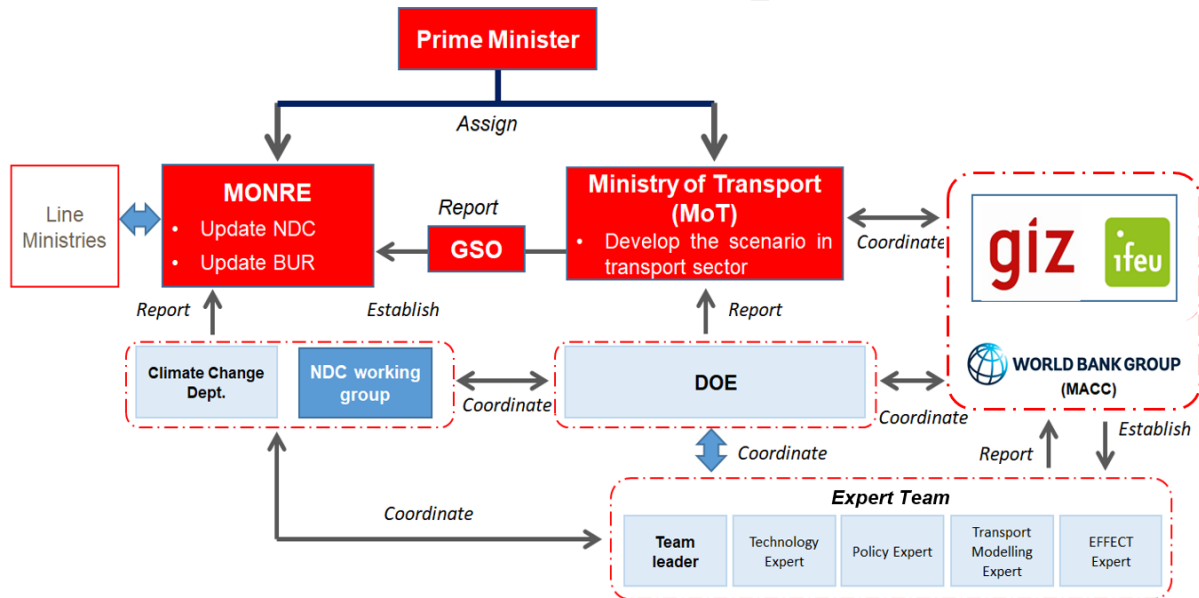 Prime Minister
Assign
Line
Ministries
MONRE
• Update NDC
• Update BUR
Report
GSO
Ministry of Transport
(MoT)
• Develop the scenario in
transport sector
Coordinate
giz
ifeu
WORLD BANK GROUP
(MACC)
Report
Establish
Report
Climate Change
Dept.
NDC working
group
Coordinate
DOE
Coordinate
Coordinate
Report
Establish
Coordinate
Expert Team
Team
leader
Technology
Expert
Policy Expert
Transport
Modelling
Expert
EFFECT
Expert